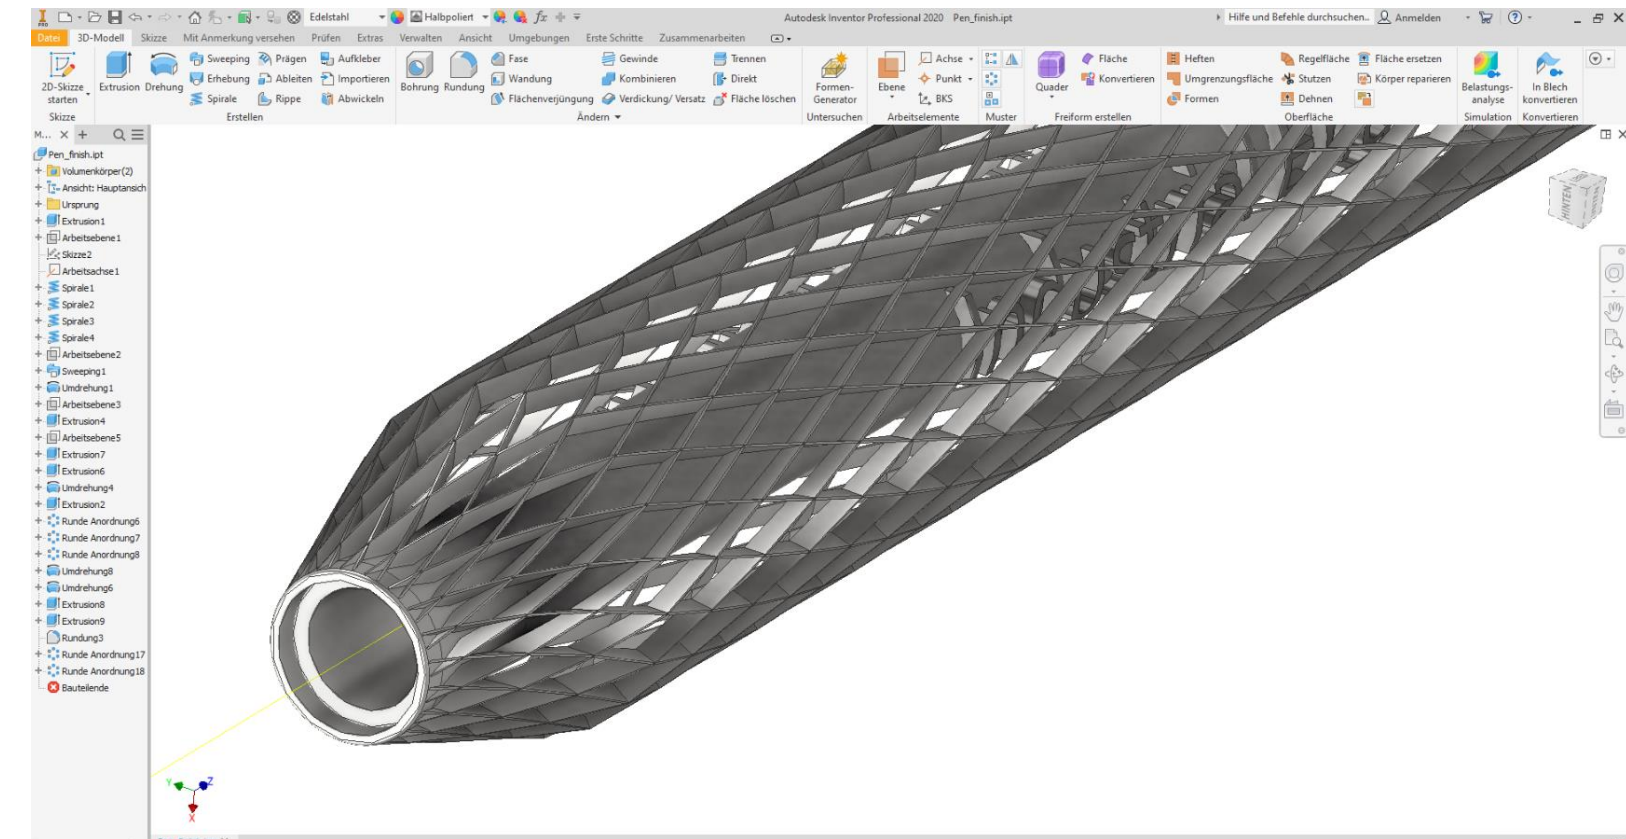 PRO Edelstahl Halbpoliert fx Autodesk Inventor Professional 2020 Pen_finish.ipt Hilfe und Befehle durchsuchen... Anmelden
Datei 3D-Modell Skizze Mit Anmerkung versehen Prüfen Extras Verwalten Ansicht Umgebungen Erste Schritte Zusammenarbeiten
Sweeping Prägen Aufkleber Fase Gewinde Trennen Achse Fläche Heften Regelfläche Fläche ersetzen
2D-Skizze starten Extrusion Drehung Erhebung Ableiten Importieren Bohrung Rundung Wandung Kombinieren Direkt Formen-Generator Ebene Punkt Quader Konvertieren Umgrenzungsfläche Stutzen Körper reparieren Belastungs-analyse In Blech konvertieren
Spirale Rippe Abwickeln Flächenverjüngung Verdickung/ Versatz Fläche löschen BKS Formen Dehnen
Skizze Erstellen Ändern Untersuchen Arbeitselemente Muster Freiform erstellen Oberfläche Simulation Konvertieren
M...
Pen_finish.ipt
Volumenkörper(2)
Ansicht: Hauptansich
Ursprung
Extrusion1
Arbeitsebene1
Skizze2
Arbeitsachse1
Spirale1
Spirale2
Spirale3
Spirale4
Arbeitsebene2
Sweeping1
Umdrehung1
Arbeitsebene3
Extrusion4
Arbeitsebene5
Extrusion7
Extrusion6
Umdrehung4
Extrusion2
Runde Anordnung6
Runde Anordnung7
Runde Anordnung8
Umdrehung8
Umdrehung6
Extrusion8
Extrusion9
Rundung3
Runde Anordnung17
Runde Anordnung18
Bauteilende
HINTEN
Y Z
X